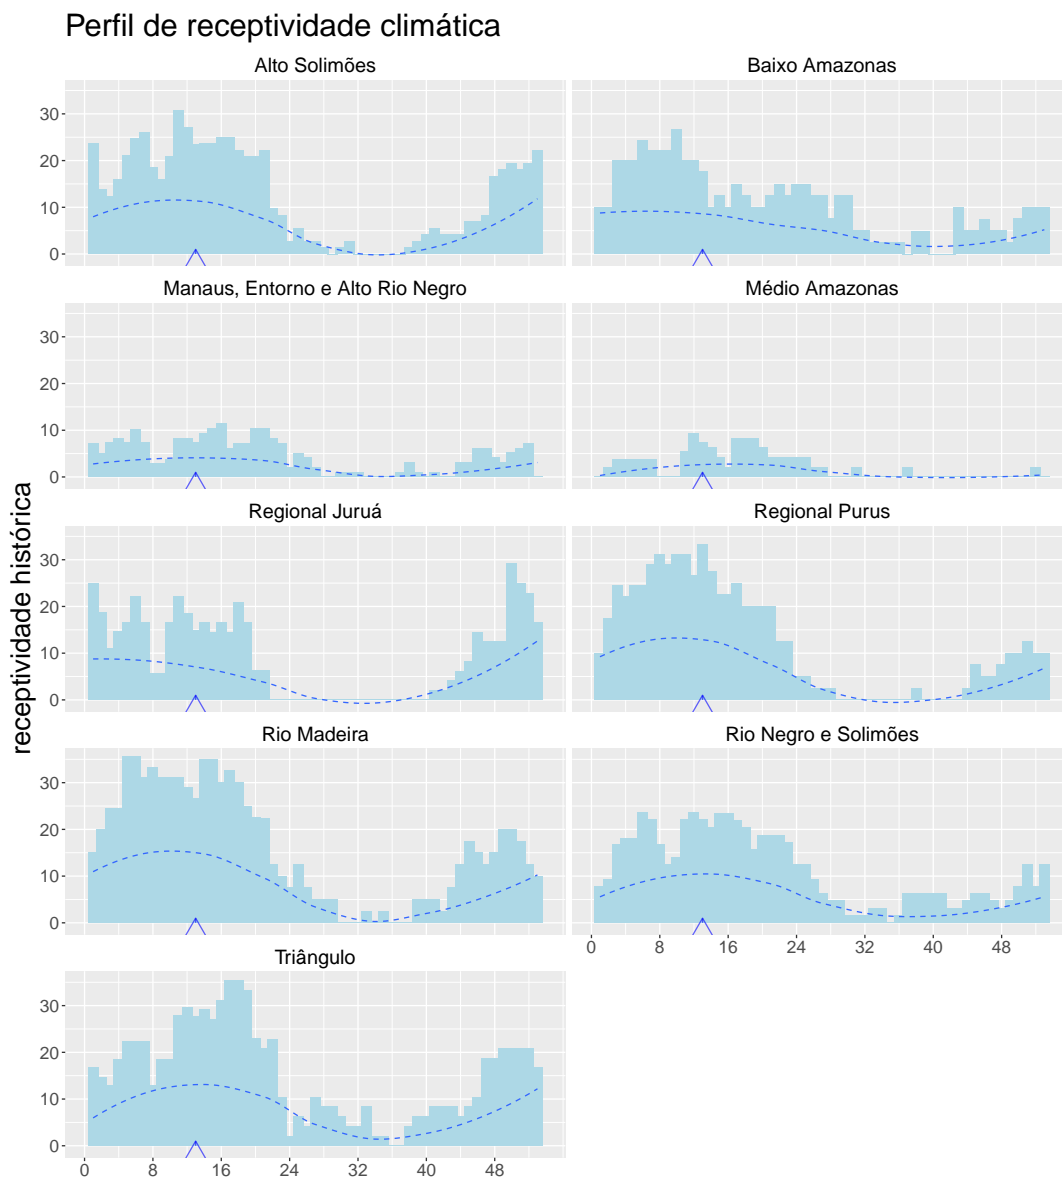 Perfil de receptividade climática
Alto Solimões
Baixo Amazonas
30
20
10
0
Manaus, Entorno e Alto Rio Negro
Médio Amazonas
30
20
10
0
receptividade histórica
Regional Juruá
Regional Purus
30
20
10
0
Rio Madeira
Rio Negro e Solimões
30
20
10
0
0 8 16 24 32 40 48
Triângulo
30
20
10
0
0 8 16 24 32 40 48